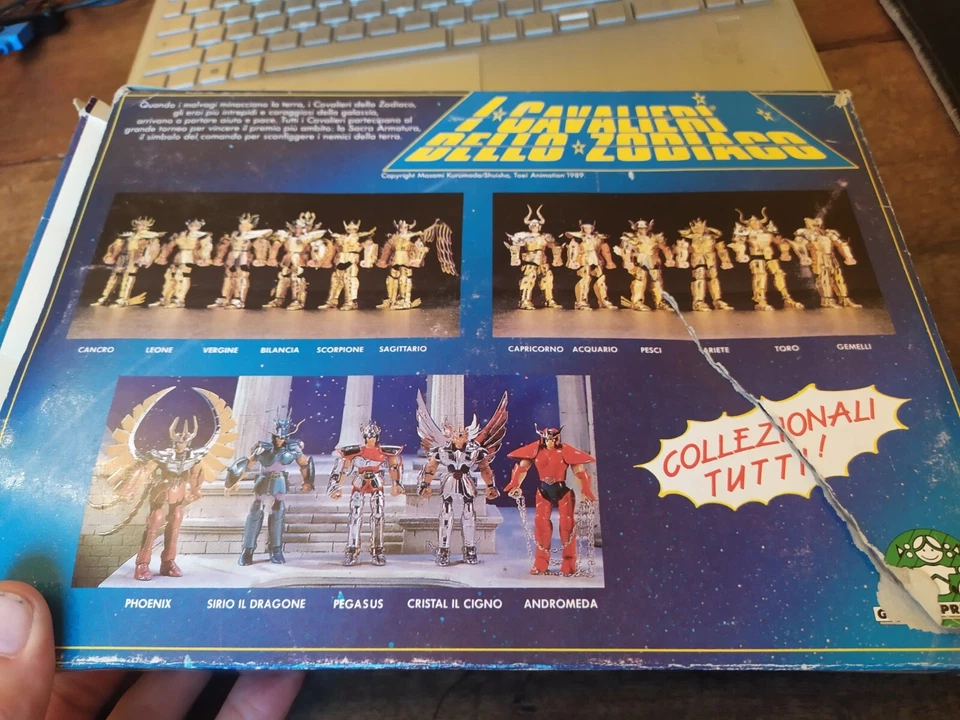 Quando i malvagi minacciano la terra, i Cavalieri dello Zodiaco,
gli eroi più intrepidi e coraggiosi della galassia,
arrivano a portare aiuto e pace. Tutti i Cavalieri partecipano al
grande torneo per vincere il premio più ambito: la Sacra Armatura,
il simbolo del comando per sconfiggere i nemici della terra.
I CAVALIERI
DELLO ZODIACO
Copyright Masami Kurumada/Shuisha, Toei Animation 1989
CANCRO LEONE VERGINE BILANCIA SCORPIONE SAGITTARIO
CAPRICORNO ACQUARIO PESCI ARIETE TORO GEMELLI
COLLEZIONALI
TUTTI!
PHOENIX SIRIO IL DRAGONE PEGASUS CRISTAL IL CIGNO ANDROMEDA